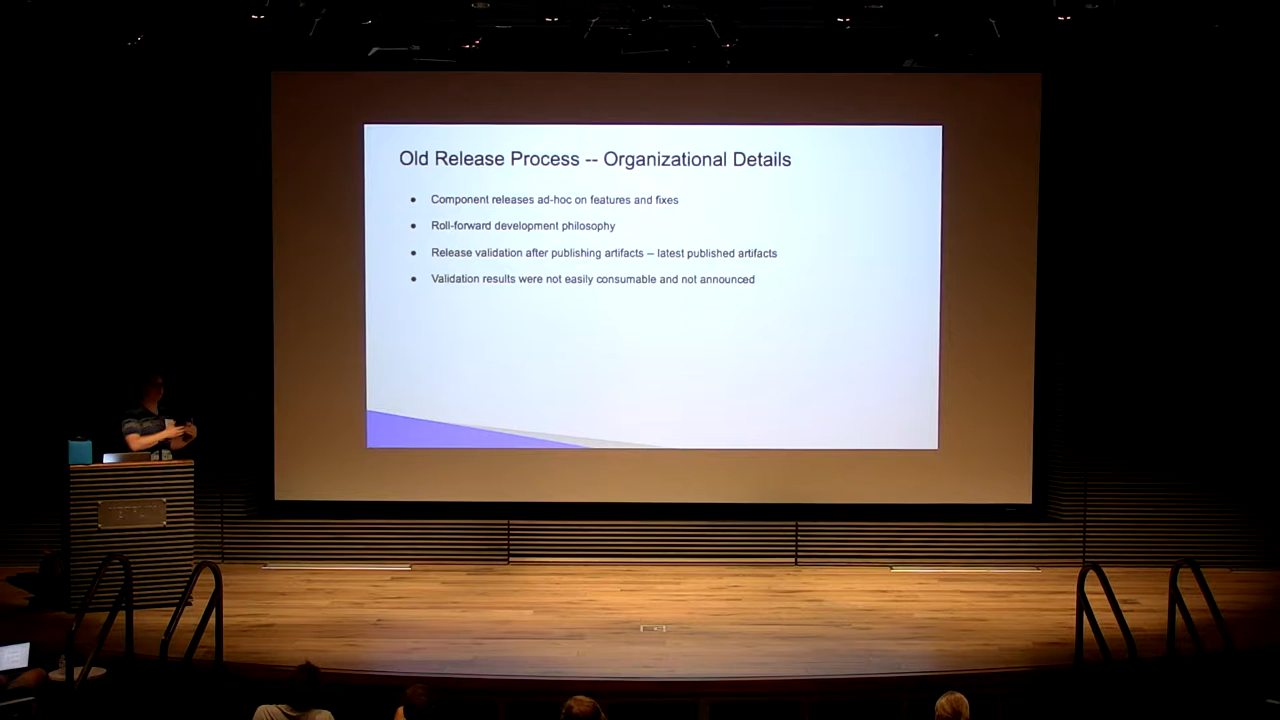 Old Release Process -- Organizational Details
Component releases ad-hoc on features and fixes
Roll-forward development philosophy
Release validation after publishing artifacts – latest published artifacts
Validation results were not easily consumable and not announced